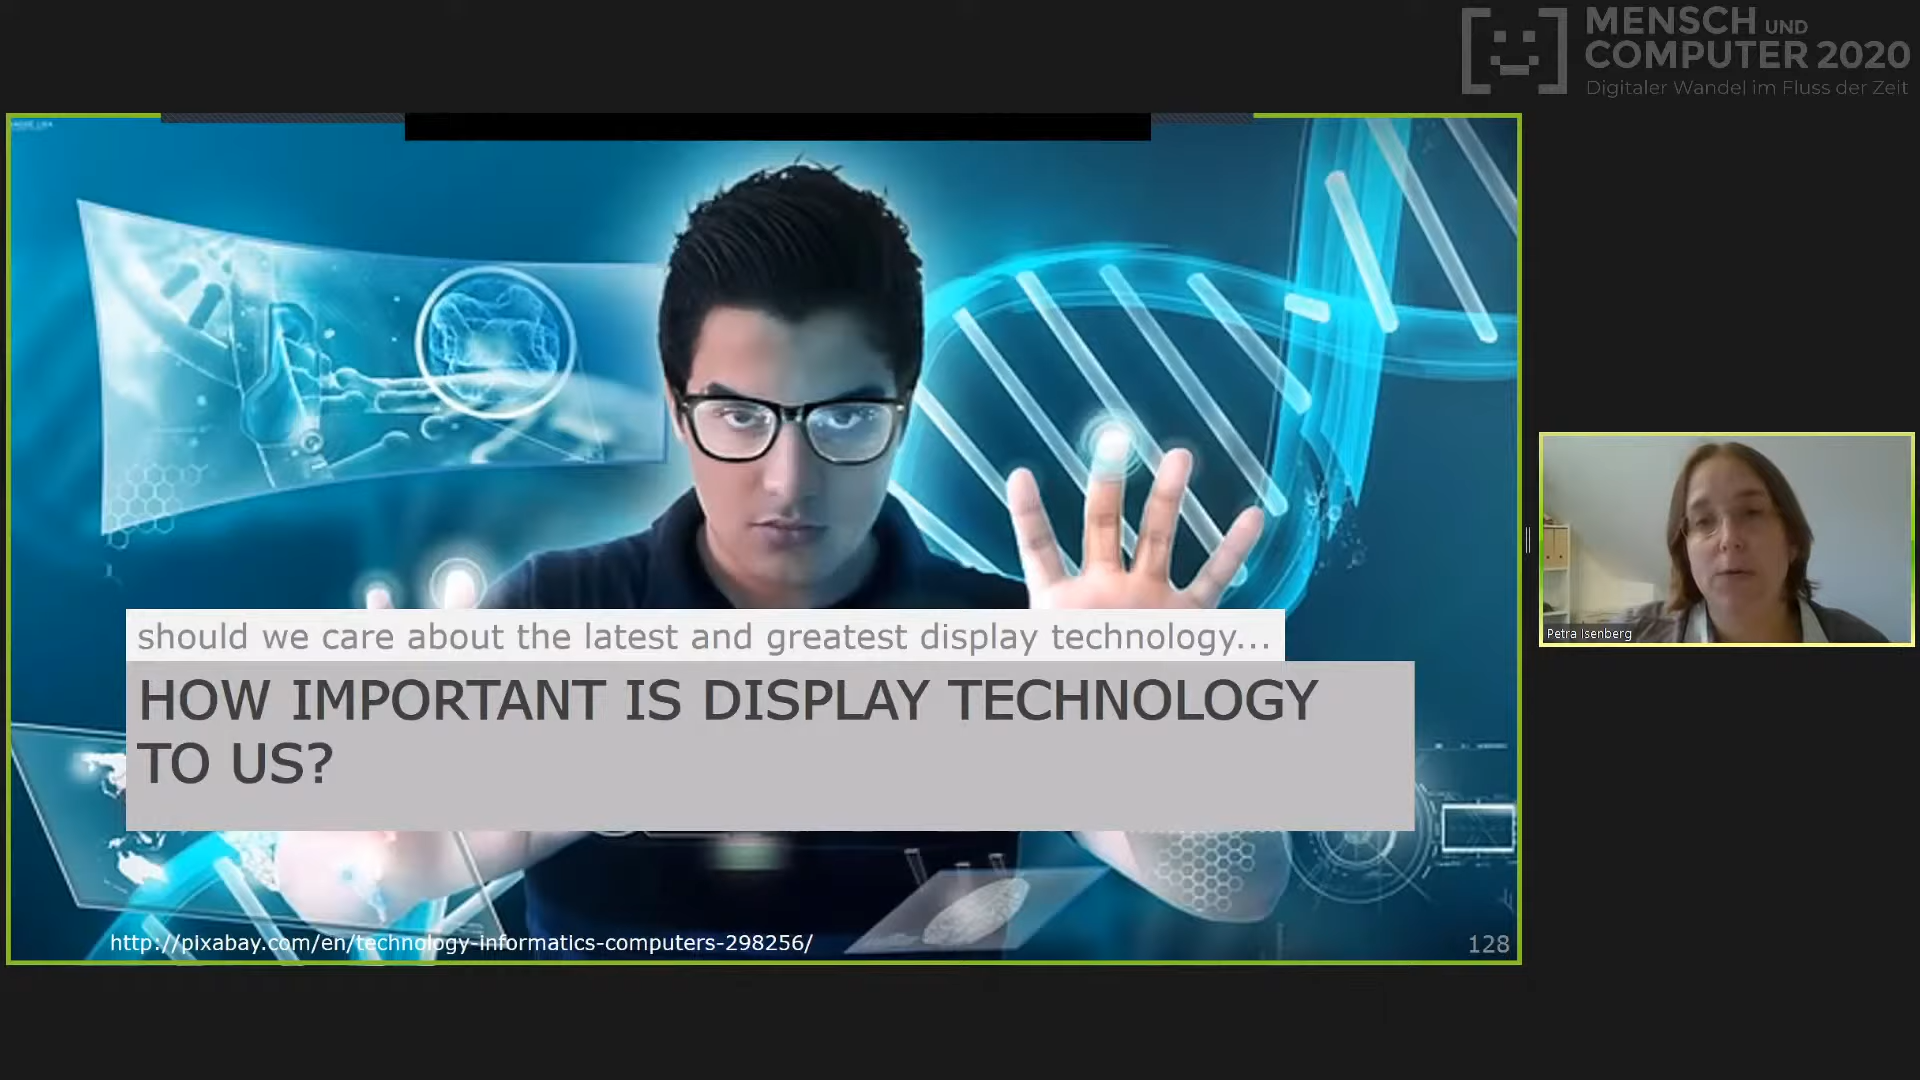 MENSCH UND
COMPUTER 2020
Digitaler Wandel im Fluss der Zeit
should we care about the latest and greatest display technology...
HOW IMPORTANT IS DISPLAY TECHNOLOGY
TO US?
Petra Isenberg
http://pixabay.com/en/technology-informatics-computers-298256/
128